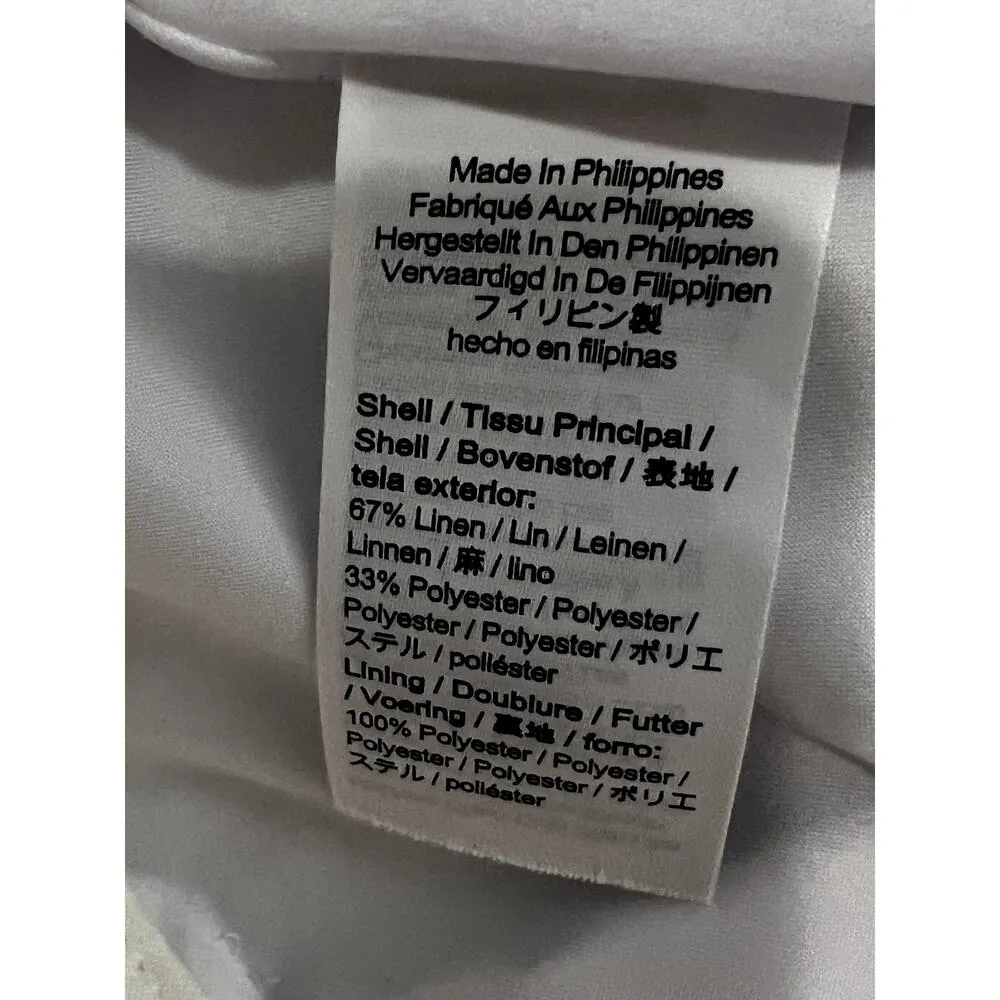 Made In Philippines
Fabriqué Aux Philippines
Hergestellt In Den Philippinen
Vervaardigd In De Filippijnen
フィリピン製
hecho en filipinas
Shell / Tissu Principal /
Shell / Bovenstof / 表地 /
tela exterior:
67% Linen / Lin / Leinen /
Linnen / 麻 / lino
33% Polyester / Polyester /
Polyester / Polyester / ポリエ
ステル / poliéster
Lining / Doublure / Futter
/ Voering / 裏地 / forro:
100% Polyester / Polyester /
Polyester / Polyester / ポリエ
ステル / poliéster